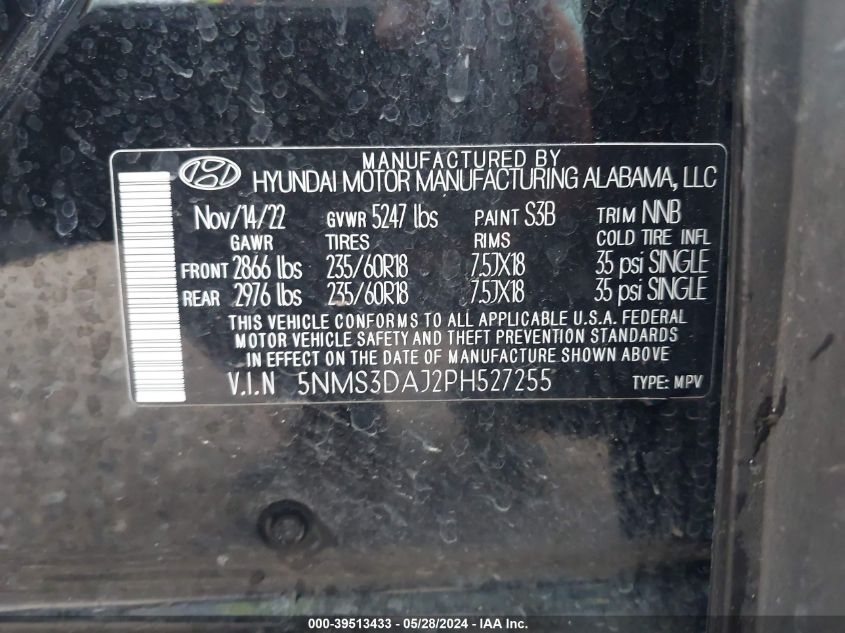 MANUFACTURED BY
HYUNDAI MOTOR MANUFACTURING ALABAMA, LLC
Nov/14/22 GVWR 5247 lbs PAINT S3B TRIM NNB
GAWR TIRES RIMS COLD TIRE INFL
FRONT 2866 lbs 235/60R18 7.5JX18 35 psi SINGLE
REAR 2976 lbs 235/60R18 7.5JX18 35 psi SINGLE
THIS VEHICLE CONFORMS TO ALL APPLICABLE U.S.A. FEDERAL
MOTOR VEHICLE SAFETY AND THEFT PREVENTION STANDARDS
IN EFFECT ON THE DATE OF MANUFACTURE SHOWN ABOVE.
V.I.N 5NMS3DAJ2PH527255 TYPE: MPV
000-39513433 - 05/28/2024 - IAA Inc.